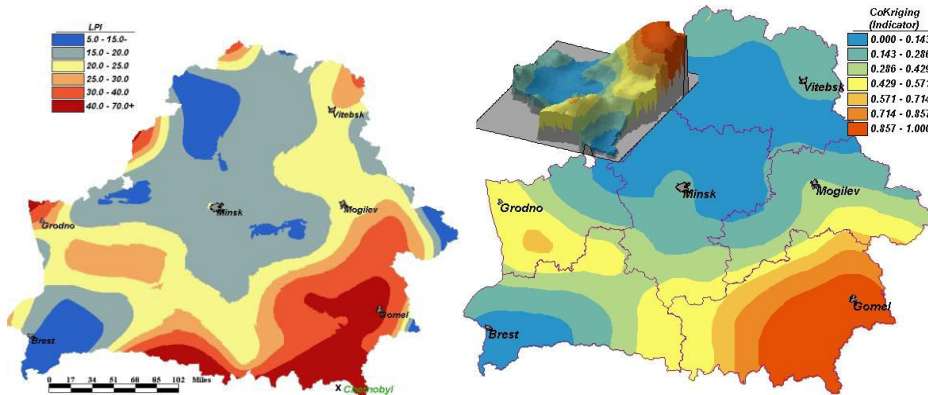 LPI
5.0 - 15.0-
15.0 - 20.0
20.0 - 25.0
25.0 - 30.0
30.0 - 40.0
40.0 - 70.0+
Vitebsk
Minsk
Mogilev
Grodno
Gomel
Brest
0 17 34 51 68 85 102 Miles
X Chernobyl
CoKriging
(Indicator)
0.000 - 0.143
0.143 - 0.286
0.286 - 0.429
0.429 - 0.571
0.571 - 0.714
0.714 - 0.857
0.857 - 1.000
Vitebsk
Minsk
Mogilev
Grodno
Gomel
Brest